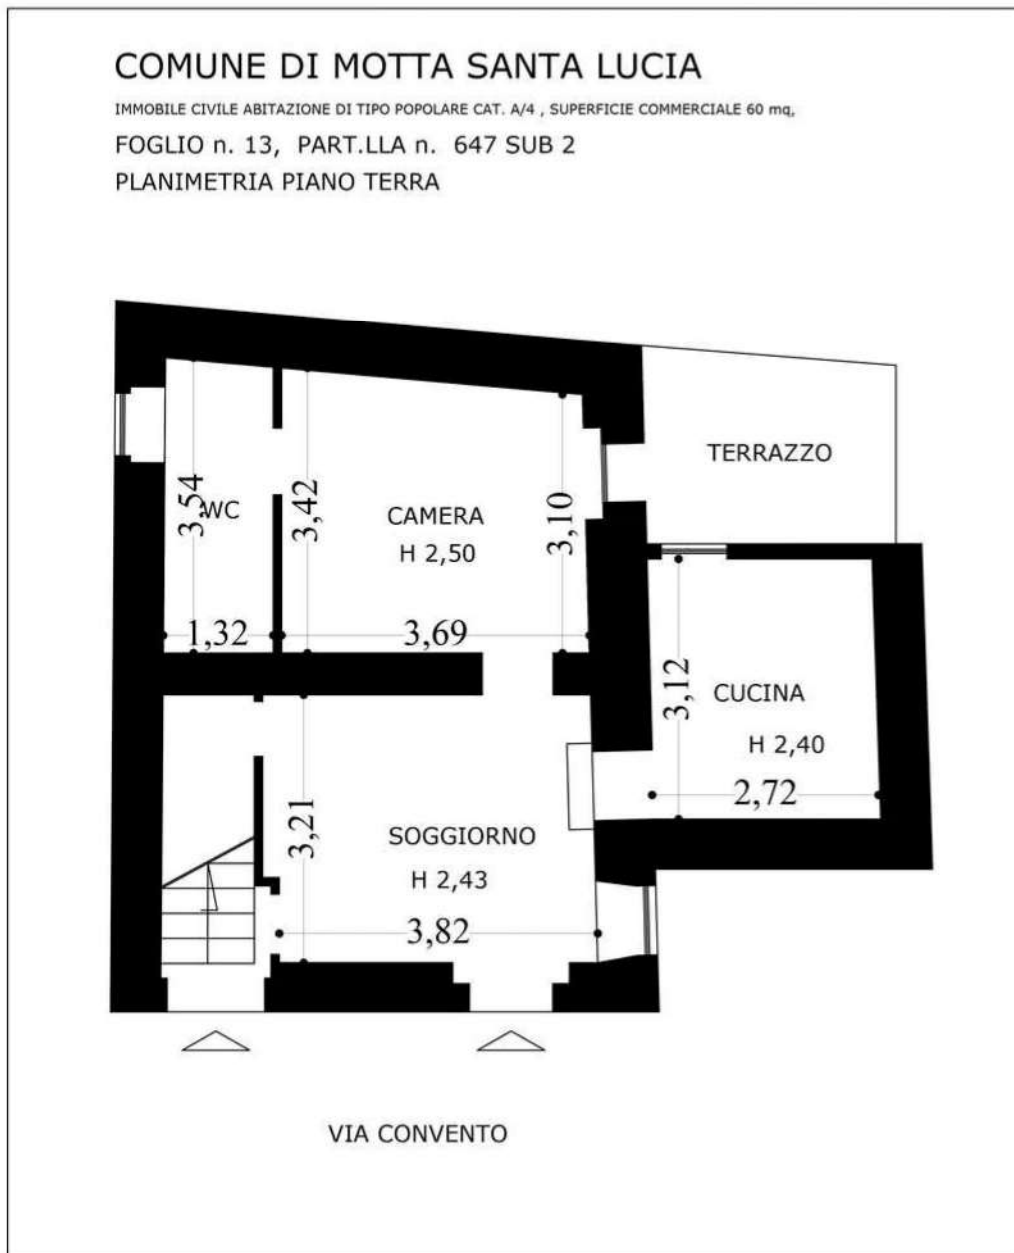 COMUNE DI MOTTA SANTA LUCIA
IMMOBILE CIVILE ABITAZIONE DI TIPO POPOLARE CAT. A/4 , SUPERFICIE COMMERCIALE 60 mq,
FOGLIO n. 13, PART.LLA n. 647 SUB 2
PLANIMETRIA PIANO TERRA
TERRAZZO
3,54
WC
3,42
CAMERA
H 2,50
3,10
1,32
3,69
3,12
CUCINA
H 2,40
2,72
3,21
SOGGIORNO
H 2,43
3,82
VIA CONVENTO